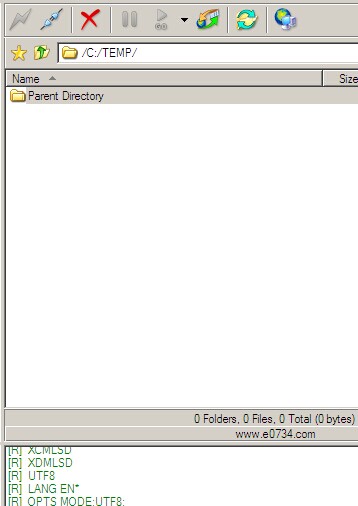 GO
/C:/TEMP/
Name Size
Parent Directory
0 Folders, 0 Files, 0 Total (0 bytes)
www.e0734.com
[R] XCMLSD
[R] XDMLSD
[R] UTF8
[R] LANG EN*
[R] OPTS MODE;UTF8;